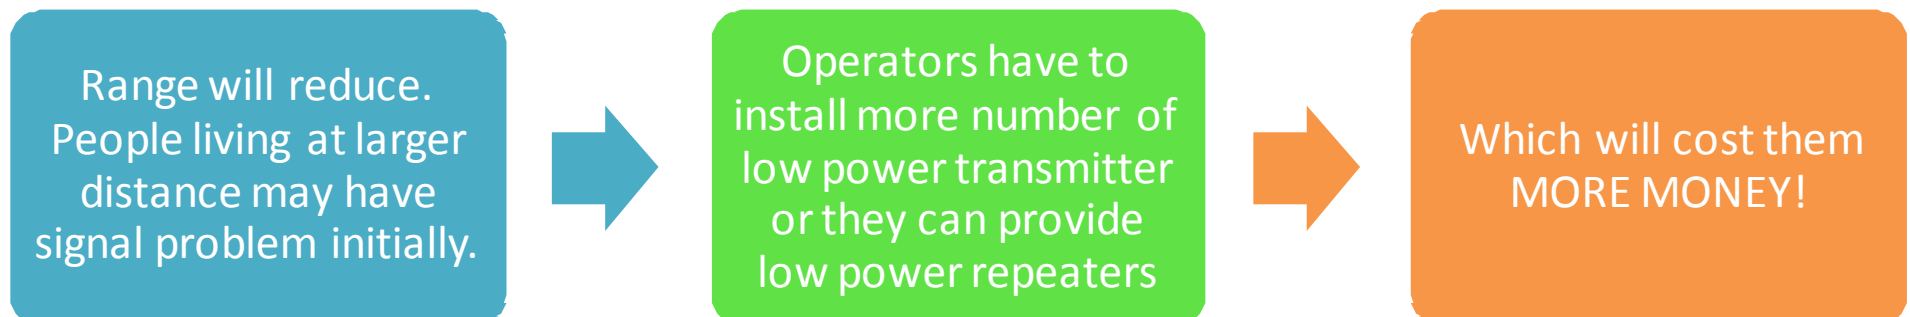 Range will reduce.
People living at larger
distance may have
signal problem initially.
Operators have to
install more number of
low power transmitter
or they can provide
low power repeaters
Which will cost them
MORE MONEY!